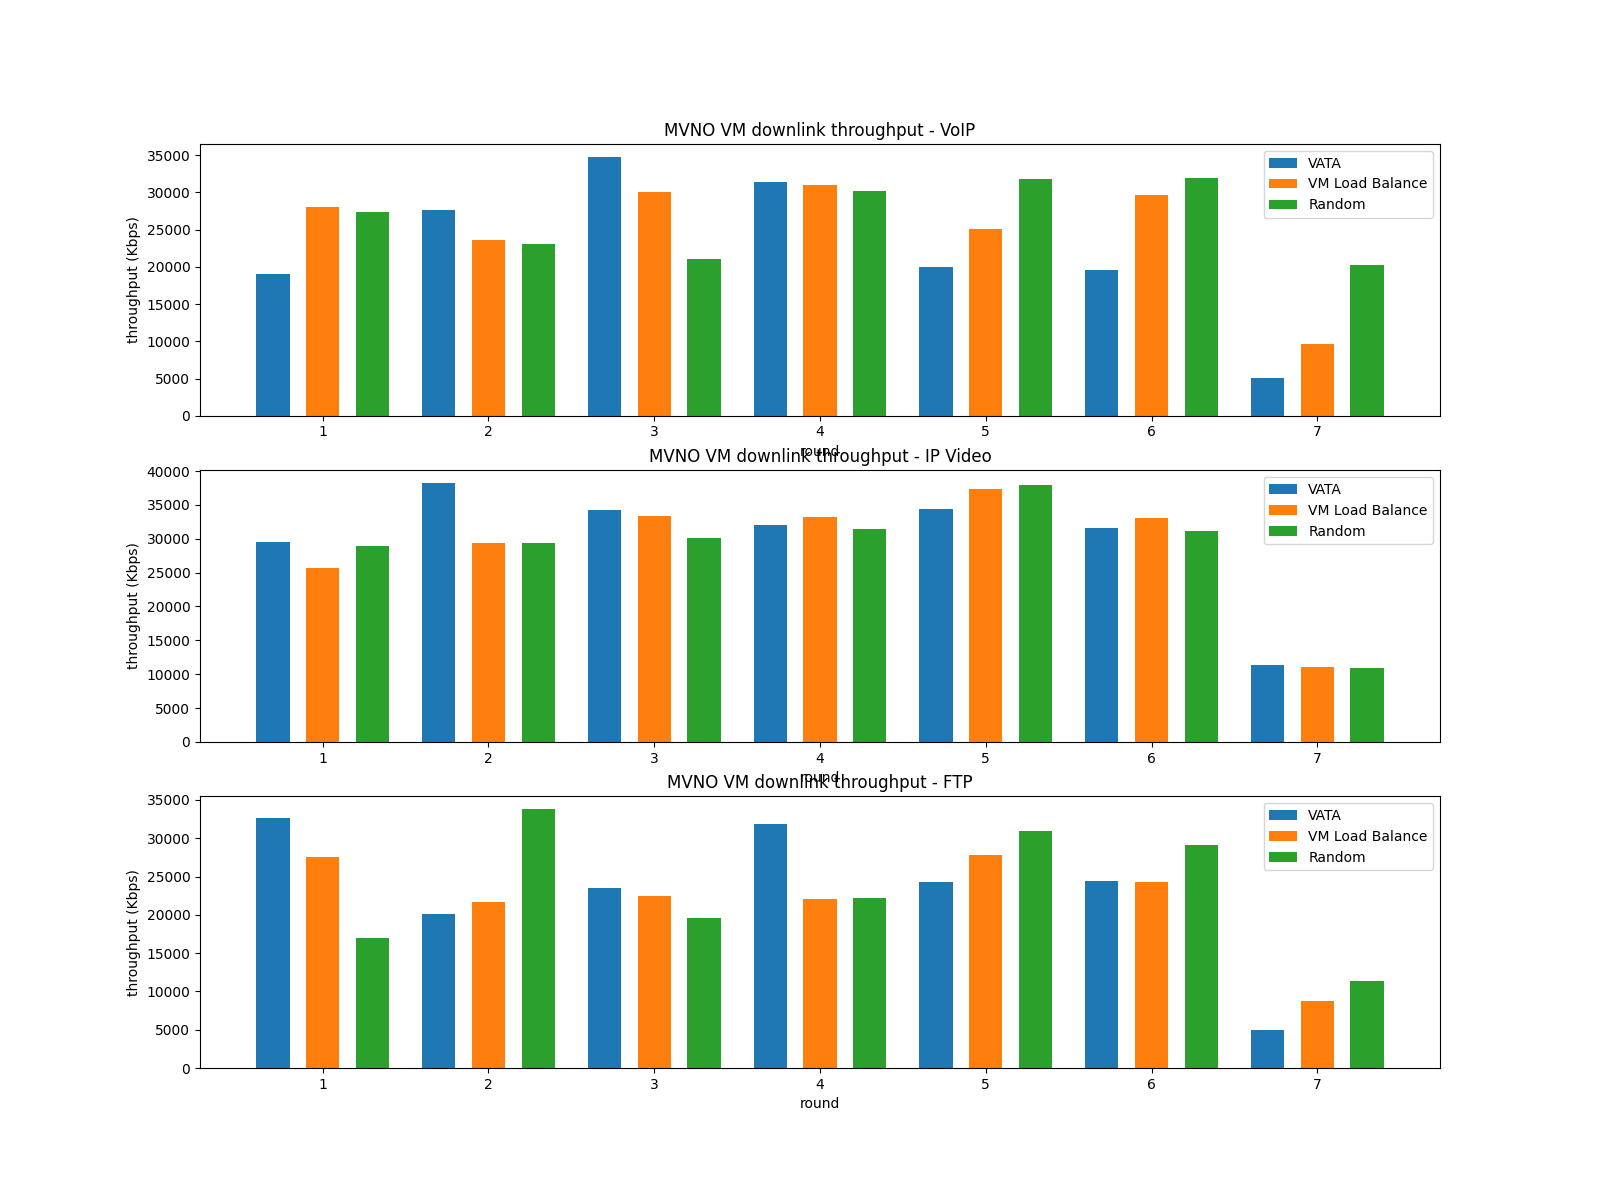 MVNO VM downlink throughput - VoIP
throughput (Kbps)
35000
30000
25000
20000
15000
10000
5000
0
VATA
VM Load Balance
Random
1 2 3 4 5 6 7
round
MVNO VM downlink throughput - IP Video
throughput (Kbps)
40000
35000
30000
25000
20000
15000
10000
5000
0
VATA
VM Load Balance
Random
1 2 3 4 5 6 7
round
MVNO VM downlink throughput - FTP
throughput (Kbps)
35000
30000
25000
20000
15000
10000
5000
0
VATA
VM Load Balance
Random
1 2 3 4 5 6 7
round